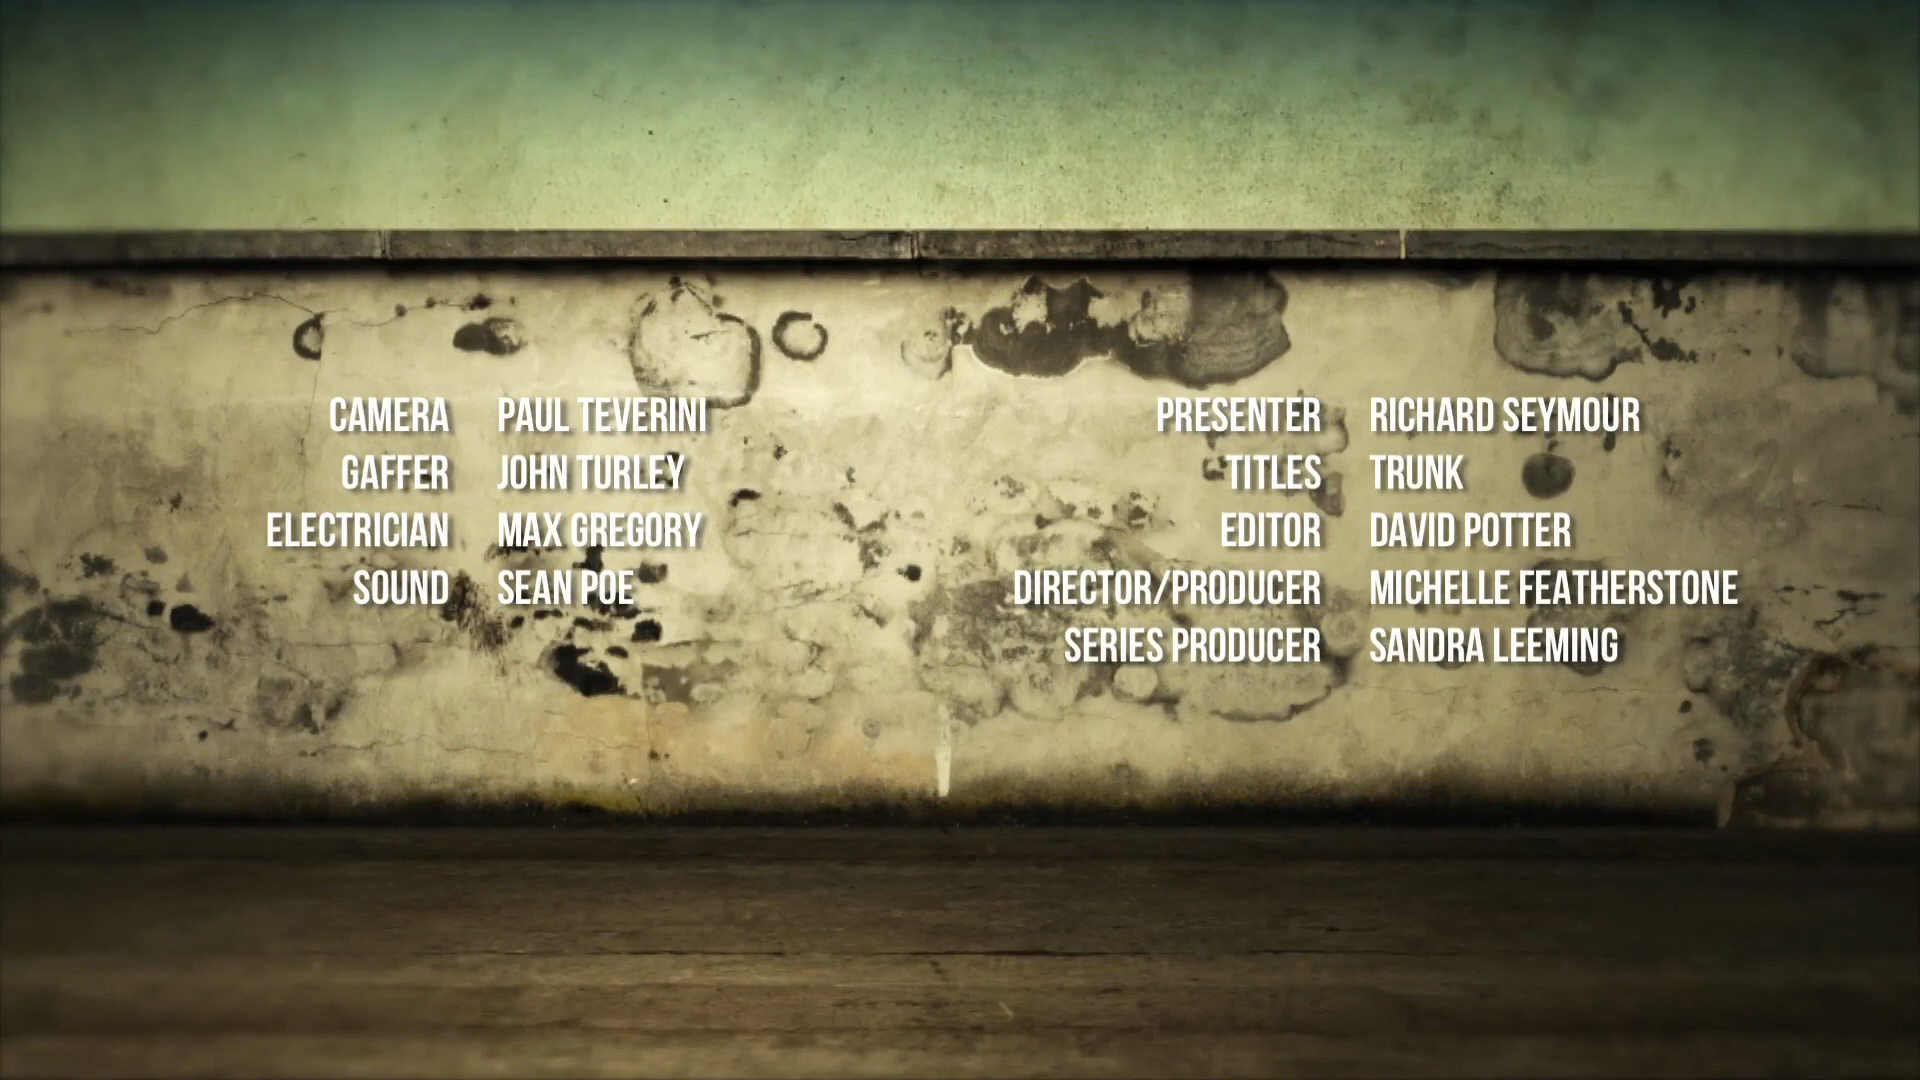 CAMERA PAUL TEVERINI
GAFFER JOHN TURLEY
ELECTRICIAN MAX GREGORY
SOUND SEAN POE
PRESENTER RICHARD SEYMOUR
TITLES TRUNK
EDITOR DAVID POTTER
DIRECTOR/PRODUCER MICHELLE FEATHERSTONE
SERIES PRODUCER SANDRA LEEMING